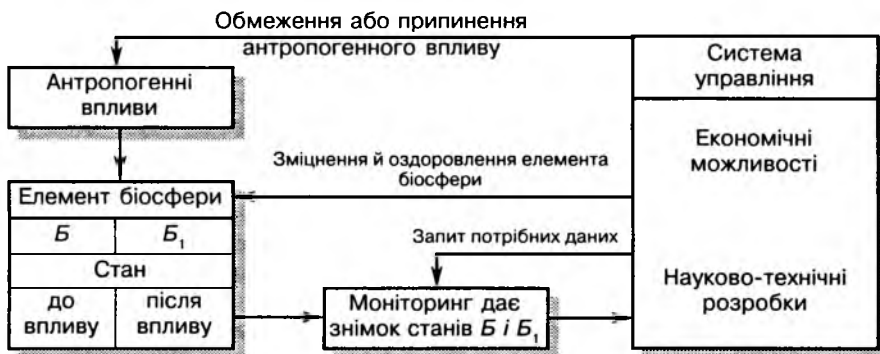 Обмеження або припинення
антропогенного впливу
Система
управління
Антропогенні
впливи
Економічні
можливості
Зміцнення й оздоровлення елемента
біосфери
Елемент біосфери
Б Б₁
Запит потрібних даних
Стан
до впливу
після впливу
Моніторинг дає
знімок станів Б і Б₁
Науково-технічні
розробки